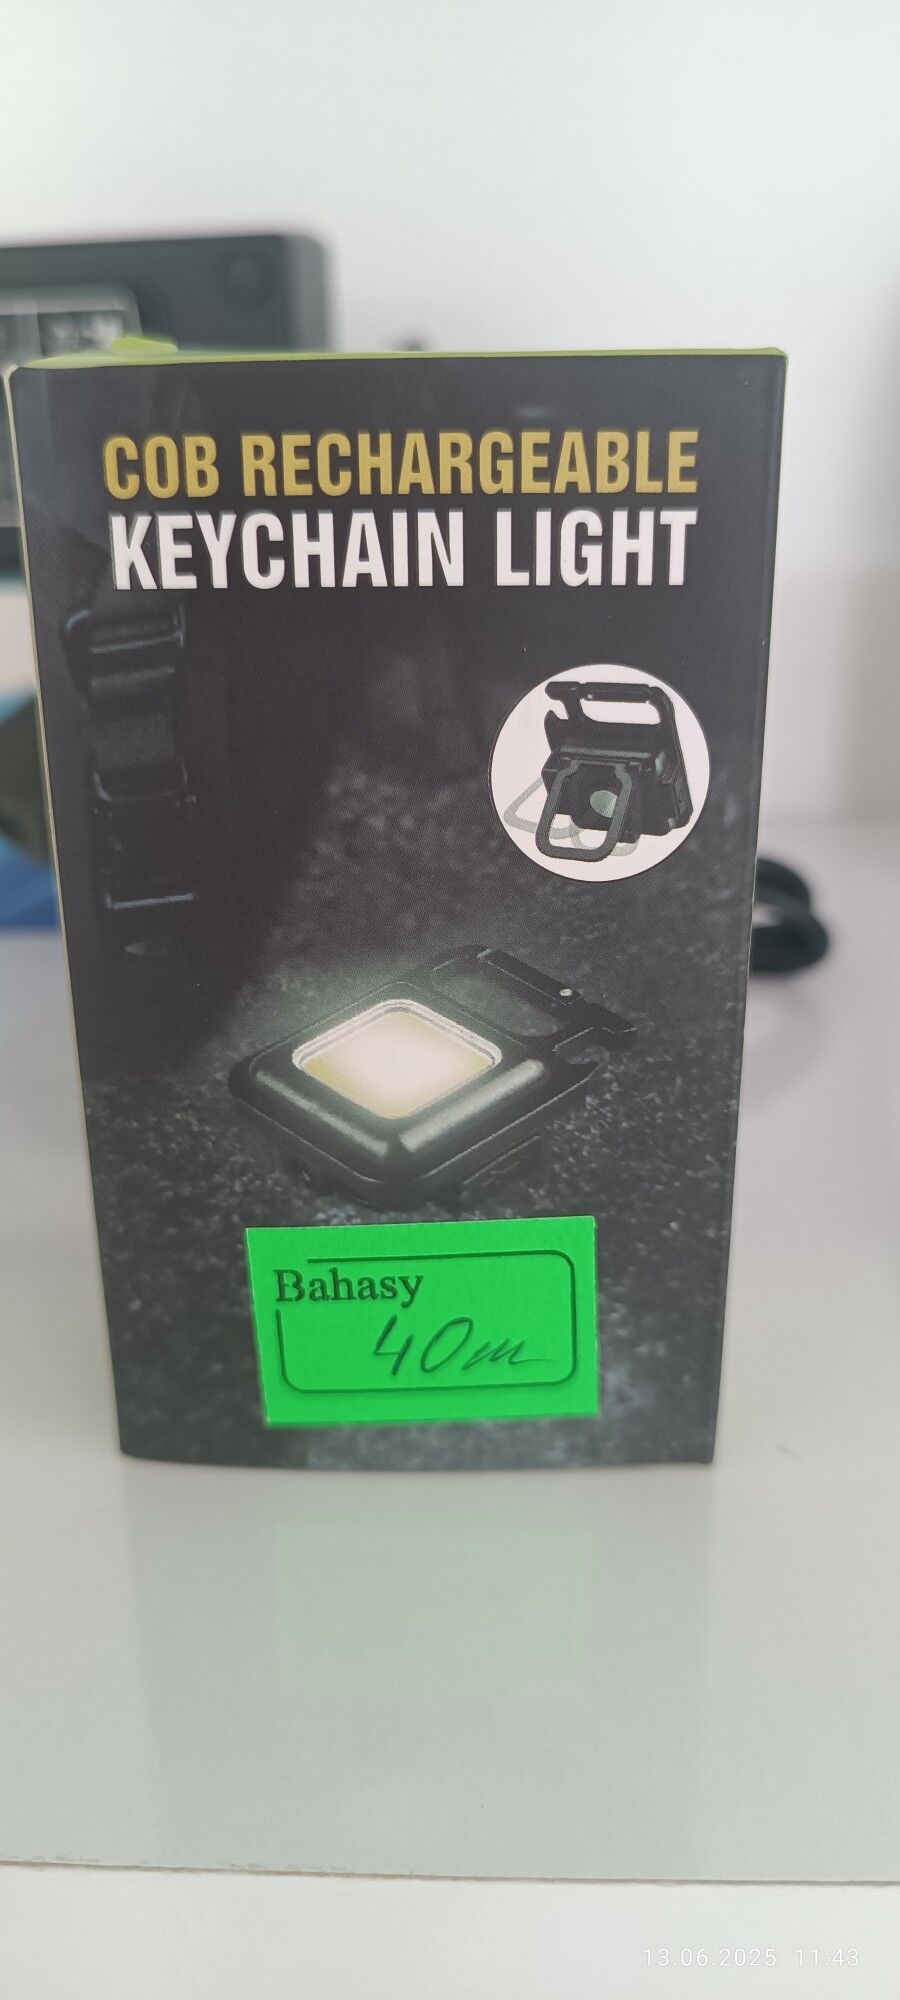 COB RECHARGEABLE
KEYCHAIN LIGHT
Bahasy
40m
13.06.2025 11:43